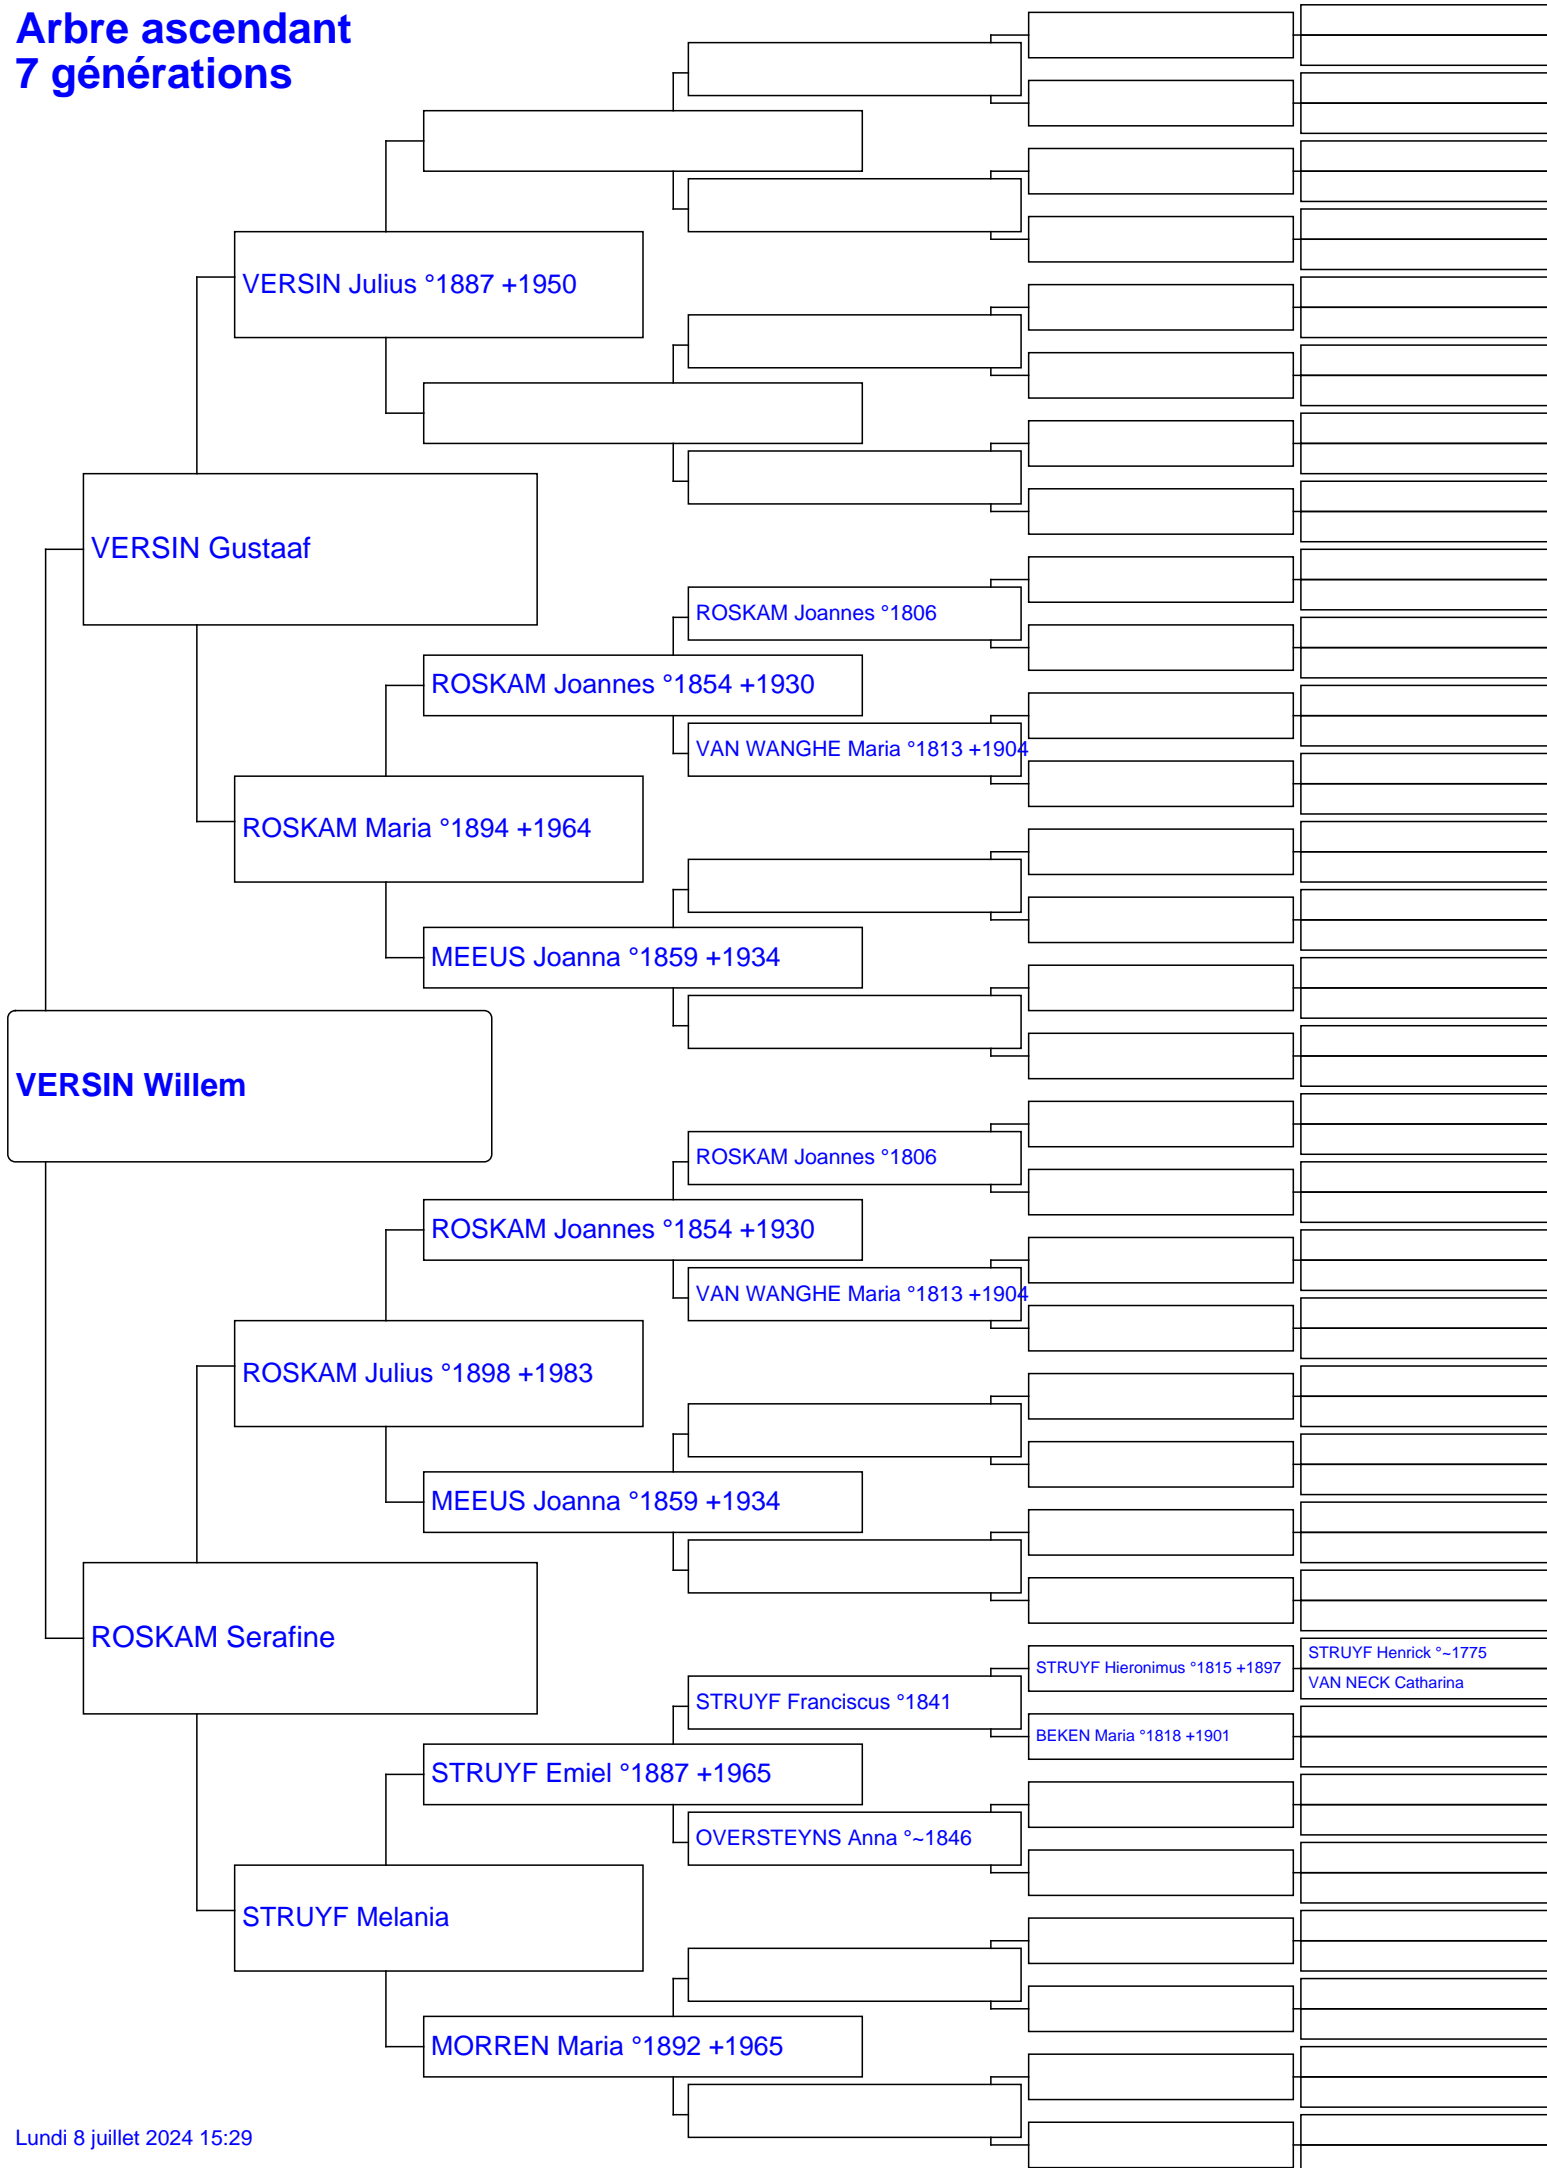 Arbre ascendant
7 générations
VERSIN Julius °1887 +1950
VERSIN Gustaaf
ROSKAM Joannes °1806
ROSKAM Joannes °1854 +1930
VAN WANGHE Maria °1813 +1904
ROSKAM Maria °1894 +1964
MEEUS Joanna °1859 +1934
VERSIN Willem
ROSKAM Joannes °1806
ROSKAM Joannes °1854 +1930
VAN WANGHE Maria °1813 +1904
ROSKAM Julius °1898 +1983
MEEUS Joanna °1859 +1934
ROSKAM Serafine
STRUYF Henrick °~1775
STRUYF Hieronimus °1815 +1897
VAN NECK Catharina
STRUYF Franciscus °1841
BEKEN Maria °1818 +1901
STRUYF Emiel °1887 +1965
OVERSTEYNS Anna °~1846
STRUYF Melania
MORREN Maria °1892 +1965
Lundi 8 juillet 2024 15:29